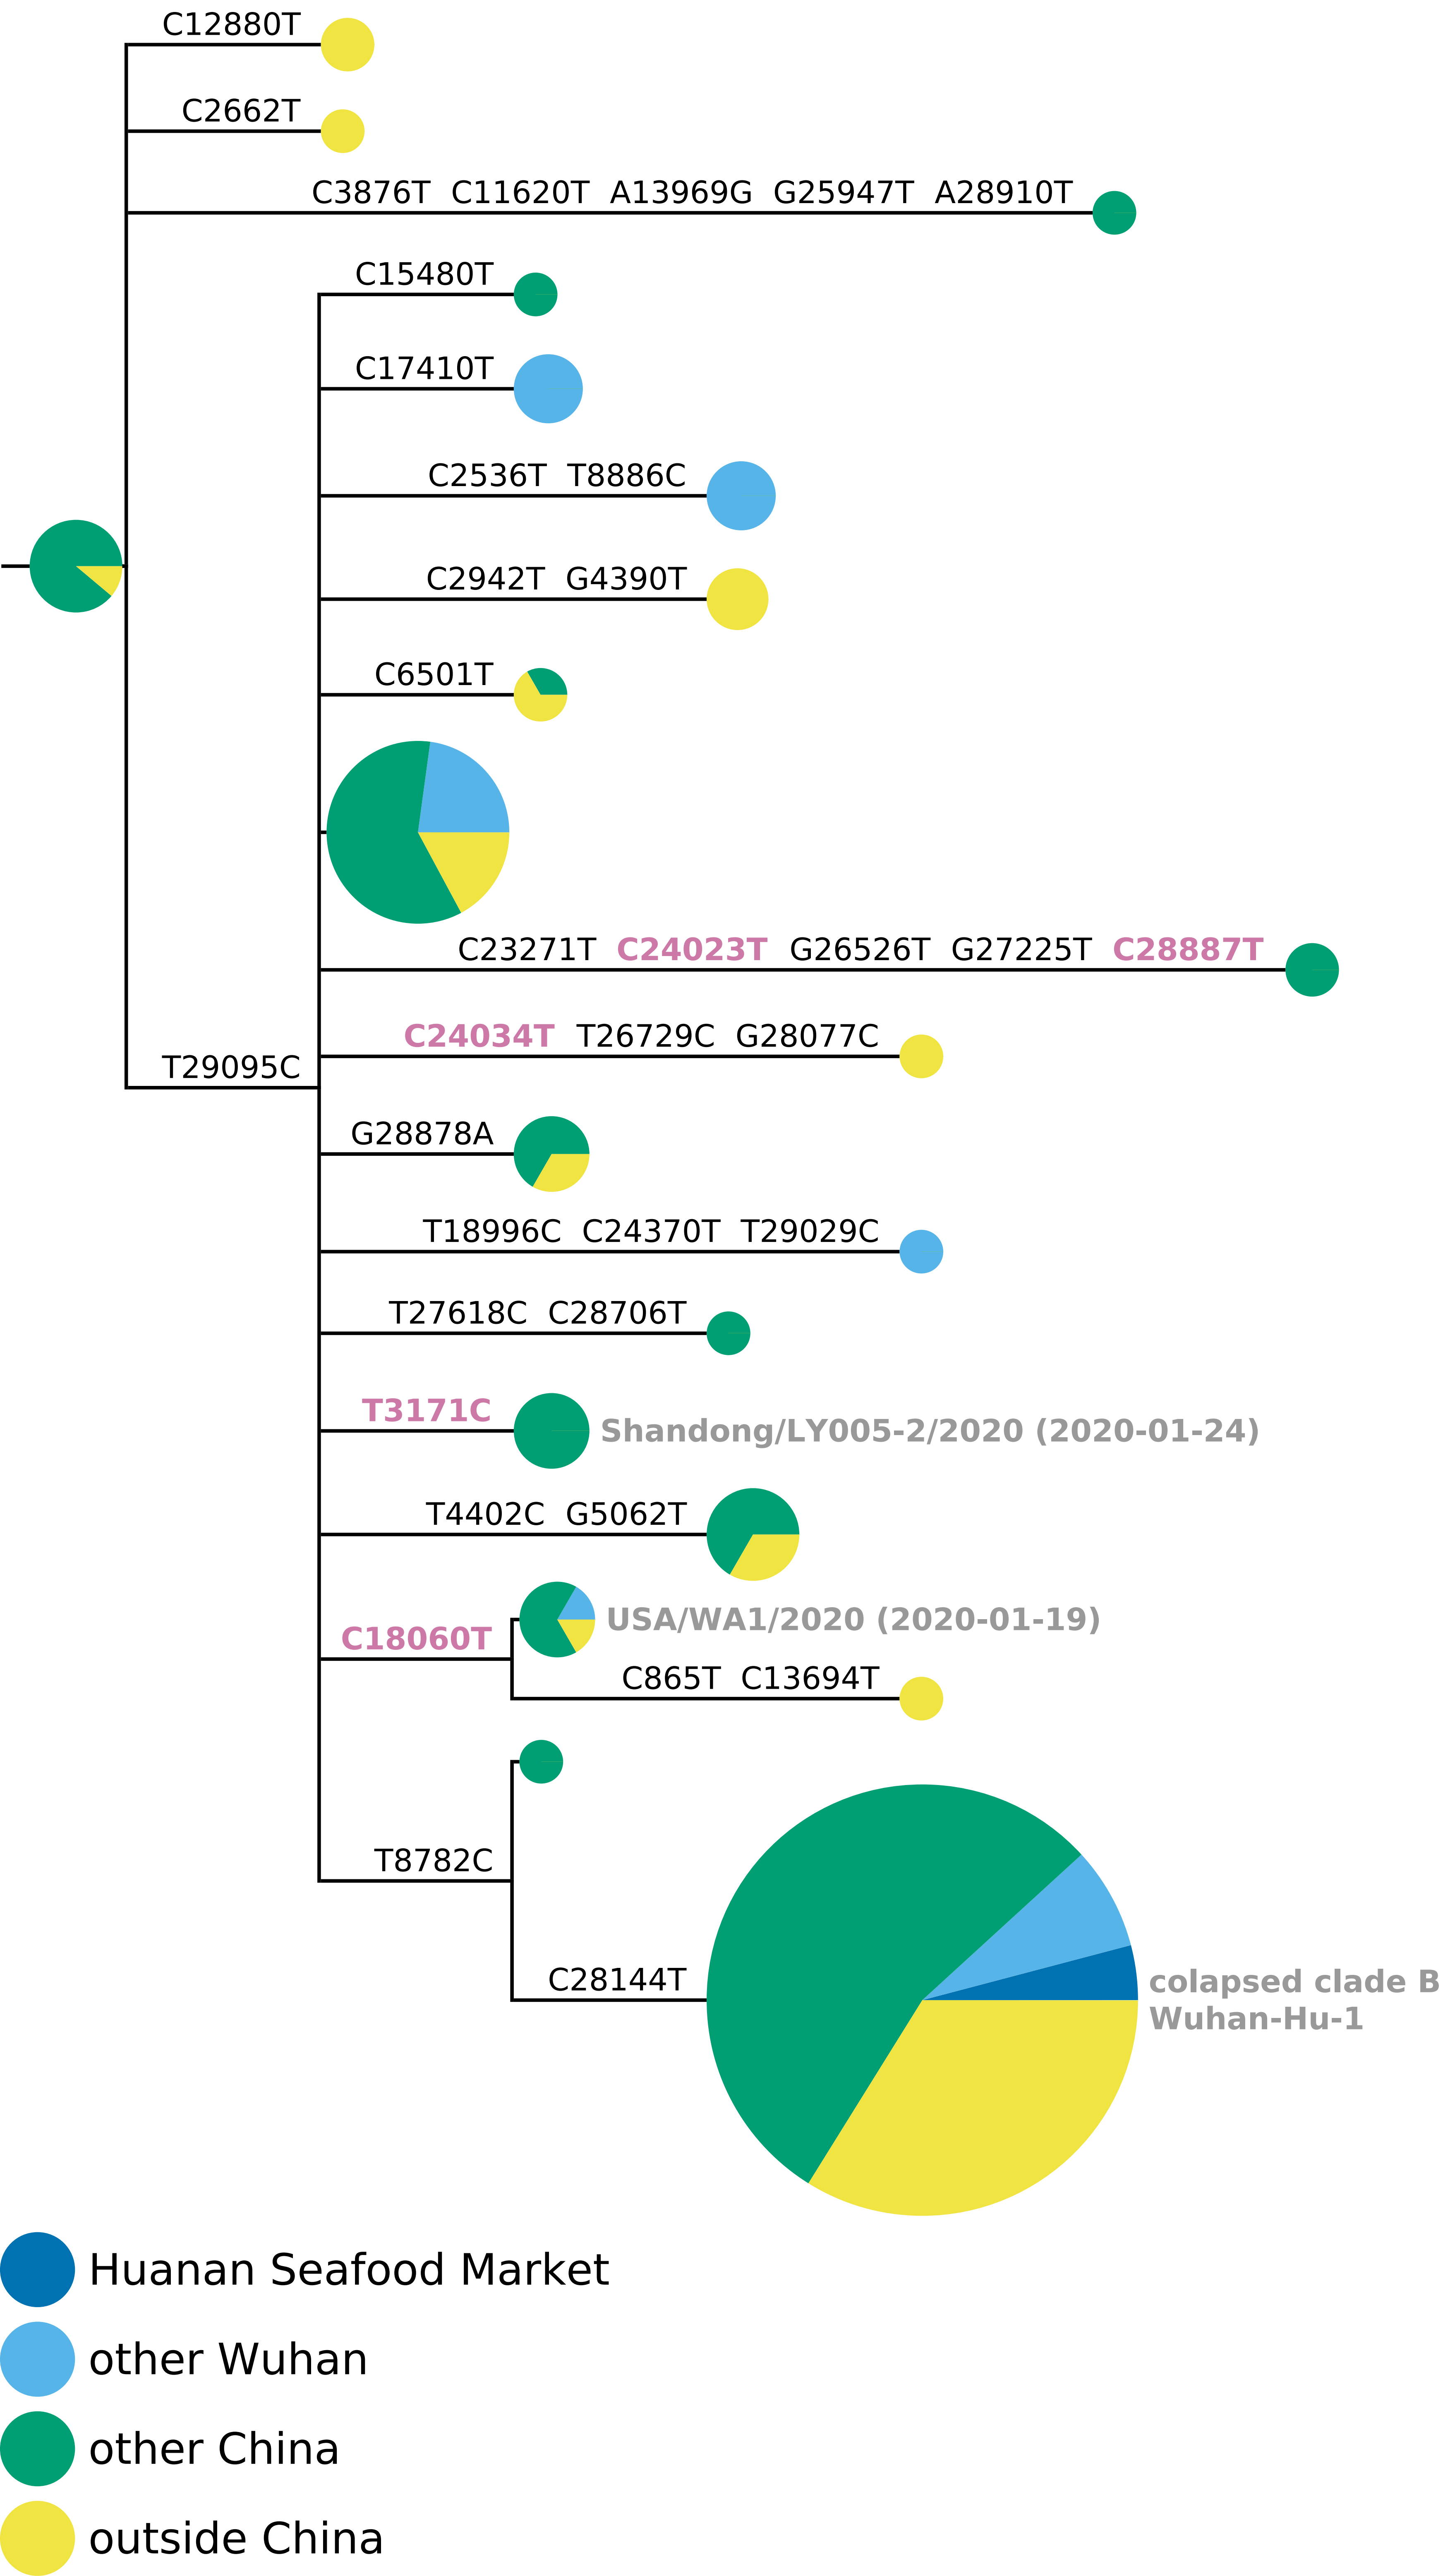 C12880T
C2662T
C3876T C11620T A13969G G25947T A28910T
C15480T
C17410T
C2536T T8886C
C2942T G4390T
C6501T
C23271T C24023T G26526T G27225T C28887T
C24034T T26729C G28077C
T29095C
G28878A
T18996C C24370T T29029C
T27618C C28706T
T3171C Shandong/LY005-2/2020 (2020-01-24)
T4402C G5062T
USA/WA1/2020 (2020-01-19)
C18060T
C865T C13694T
T8782C
C28144T
colapsed clade B
Wuhan-Hu-1
Huanan Seafood Market
other Wuhan
other China
outside China